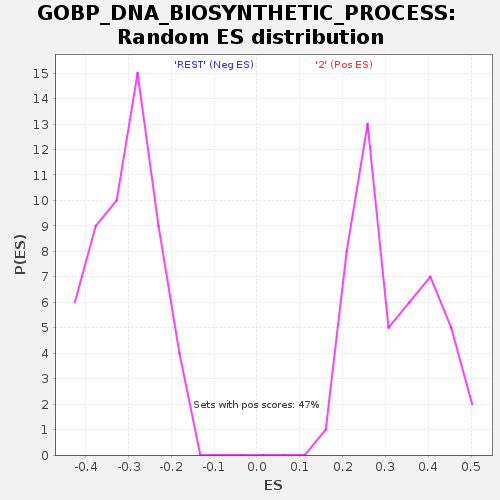 GOBP_DNA_BIOSYNTHETIC_PROCESS:
Random ES distribution
'REST' (Neg ES) '2' (Pos ES)
15
14
13
12
11
10
9
8
7
6
5
4
3
2
1
0
P(ES)
Sets with pos scores: 47%
-0.4 -0.3 -0.2 -0.1 0.0 0.1 0.2 0.3 0.4 0.5
ES